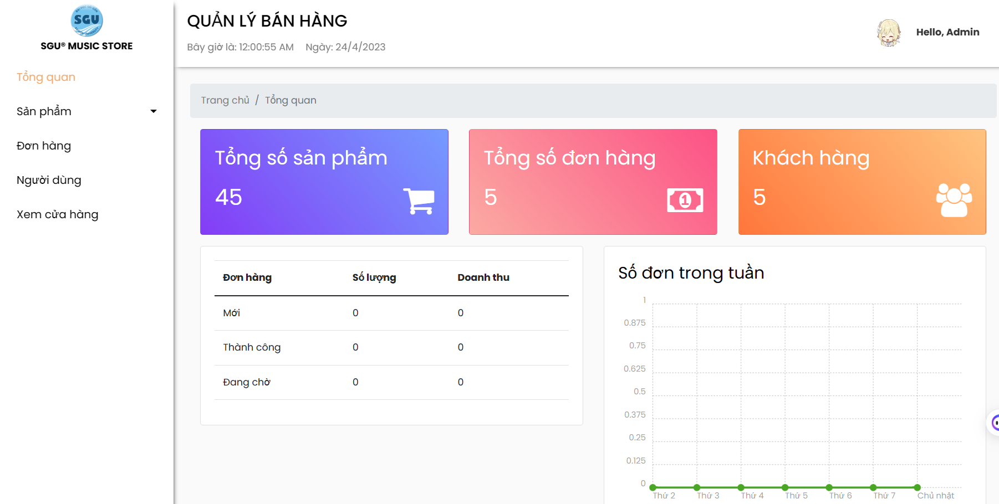 SGU
SGU® MUSIC STORE
Tổng quan
Sản phẩm
Đơn hàng
Người dùng
Xem cửa hàng
QUẢN LÝ BÁN HÀNG
Bây giờ là: 12:00:55 AM Ngày: 24/4/2023
Hello, Admin
Trang chủ / Tổng quan
Tổng số sản phẩm
45
Tổng số đơn hàng
5
1
Khách hàng
5
Đơn hàng Số lượng Doanh thu
Mới 0 0
Thành công 0 0
Đang chờ 0 0
Số đơn trong tuần
1
0.875
0.75
0.625
0.5
0.375
0.25
0.125
0
Thứ 2 Thứ 3 Thứ 4 Thứ 5 Thứ 6 Thứ 7 Chủ nhật